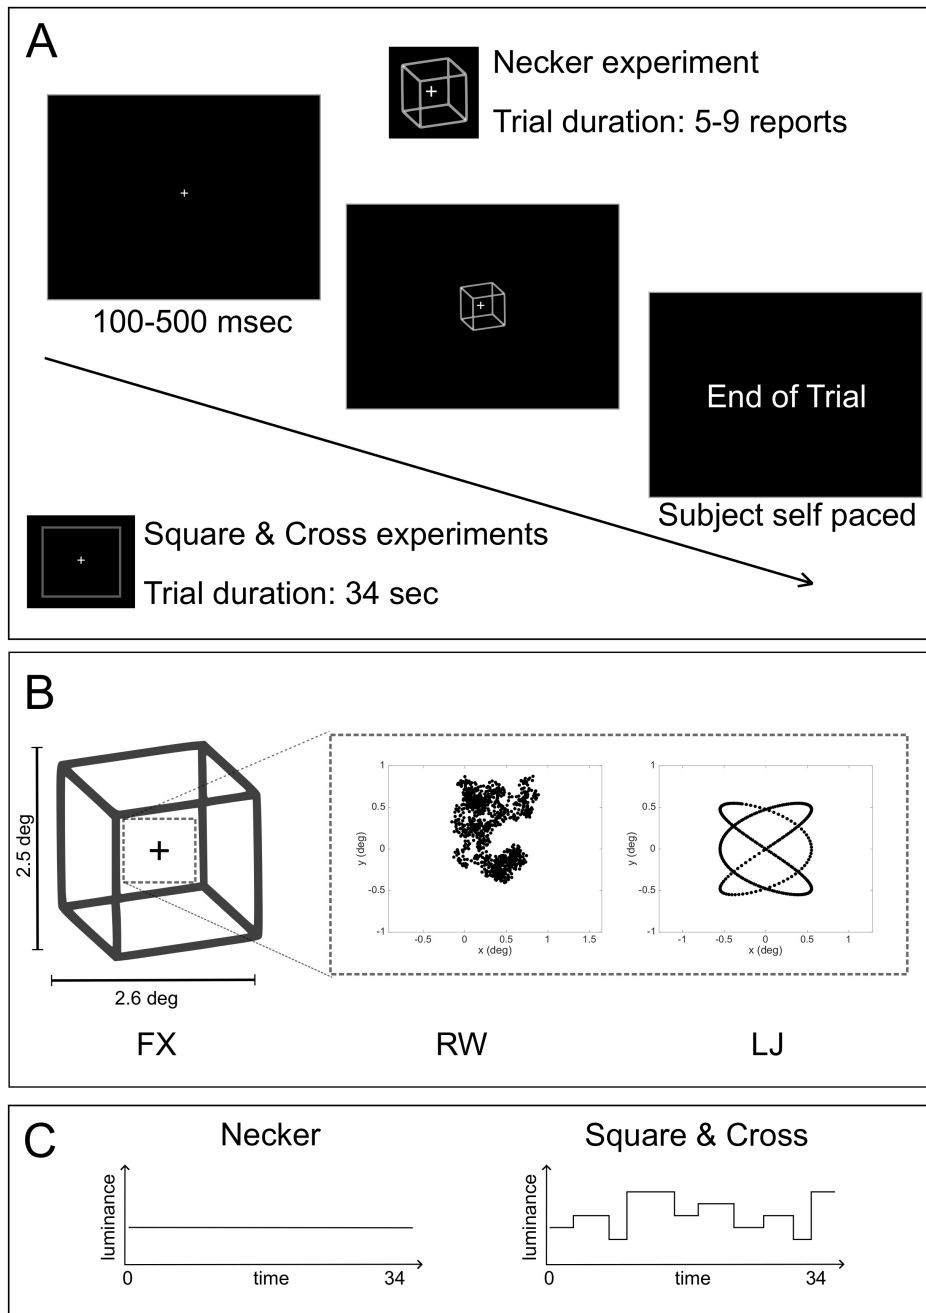 A
Necker experiment
Trial duration: 5-9 reports
100-500 msec
End of Trial
Subject self paced
Square & Cross experiments
Trial duration: 34 sec
B
2.5 deg
2.6 deg
1
0.5
0
-0.5
-1
y (deg)
-0.5 0 0.5 1 1.5
x (deg)
1
0.5
0
-0.5
-1
y (deg)
-1 -0.5 0 0.5 1
x (deg)
FX RW LJ
C
Necker
luminance
0 time 34
Square & Cross
luminance
0 time 34